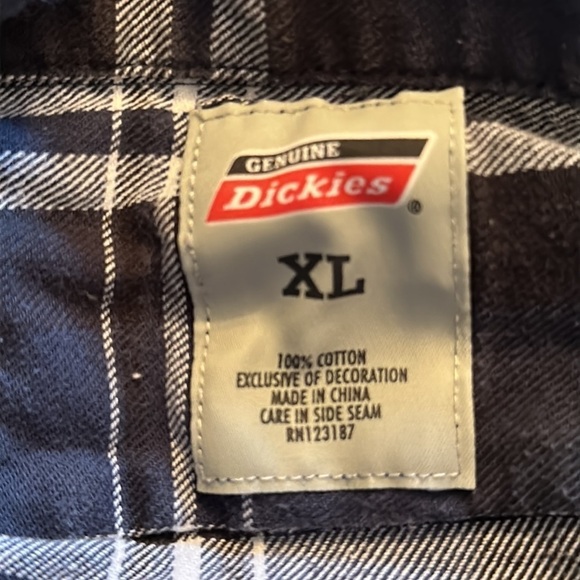 GENUINE
Dickies®
XL
100% COTTON
EXCLUSIVE OF DECORATION
MADE IN CHINA
CARE IN SIDE SEAM
RN123187